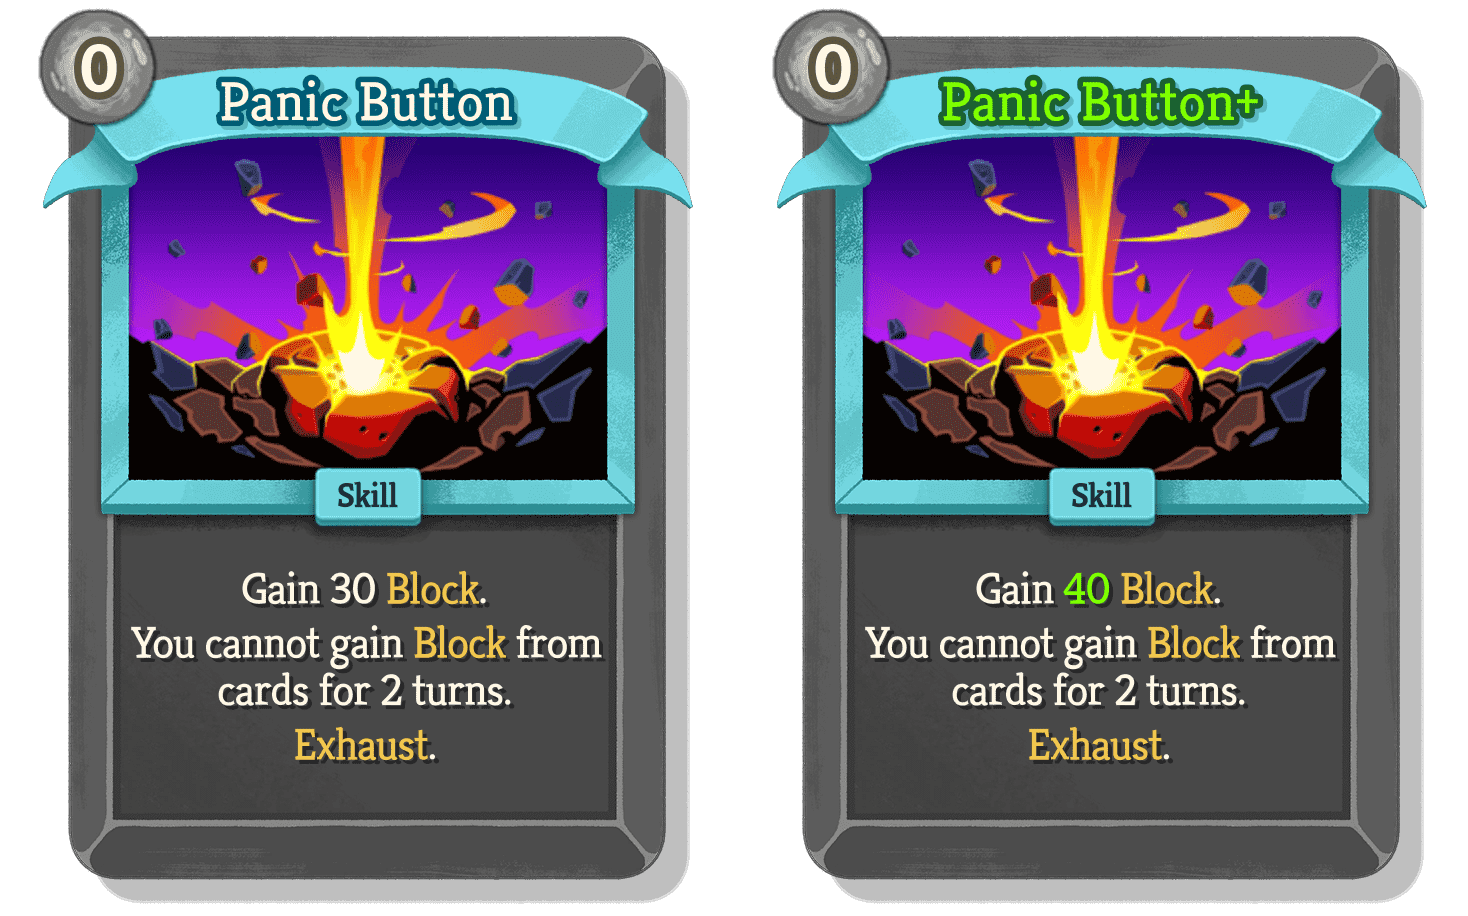 0
Panic Button
Skill
Gain 30 Block.
You cannot gain Block from
cards for 2 turns.
Exhaust.
0
Panic Button+
Skill
Gain 40 Block.
You cannot gain Block from
cards for 2 turns.
Exhaust.